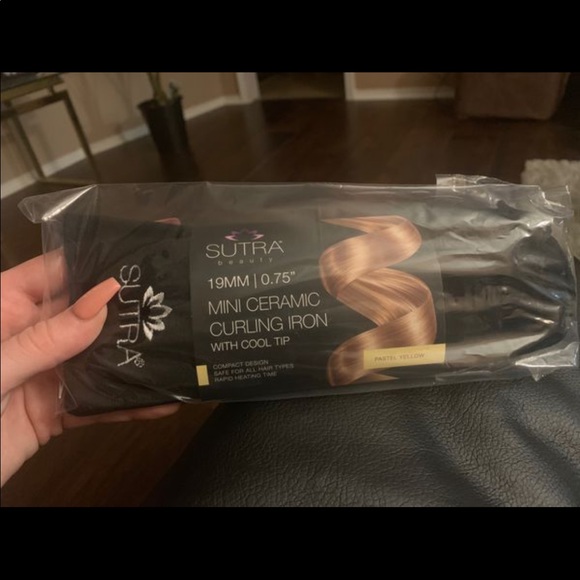 SUTRA®
SUTRA
beauty
19MM | 0.75"
MINI CERAMIC
CURLING IRON
WITH COOL TIP
COMPACT DESIGN
SAFE FOR ALL HAIR TYPES
RAPID HEATING TIME
PASTEL YELLOW